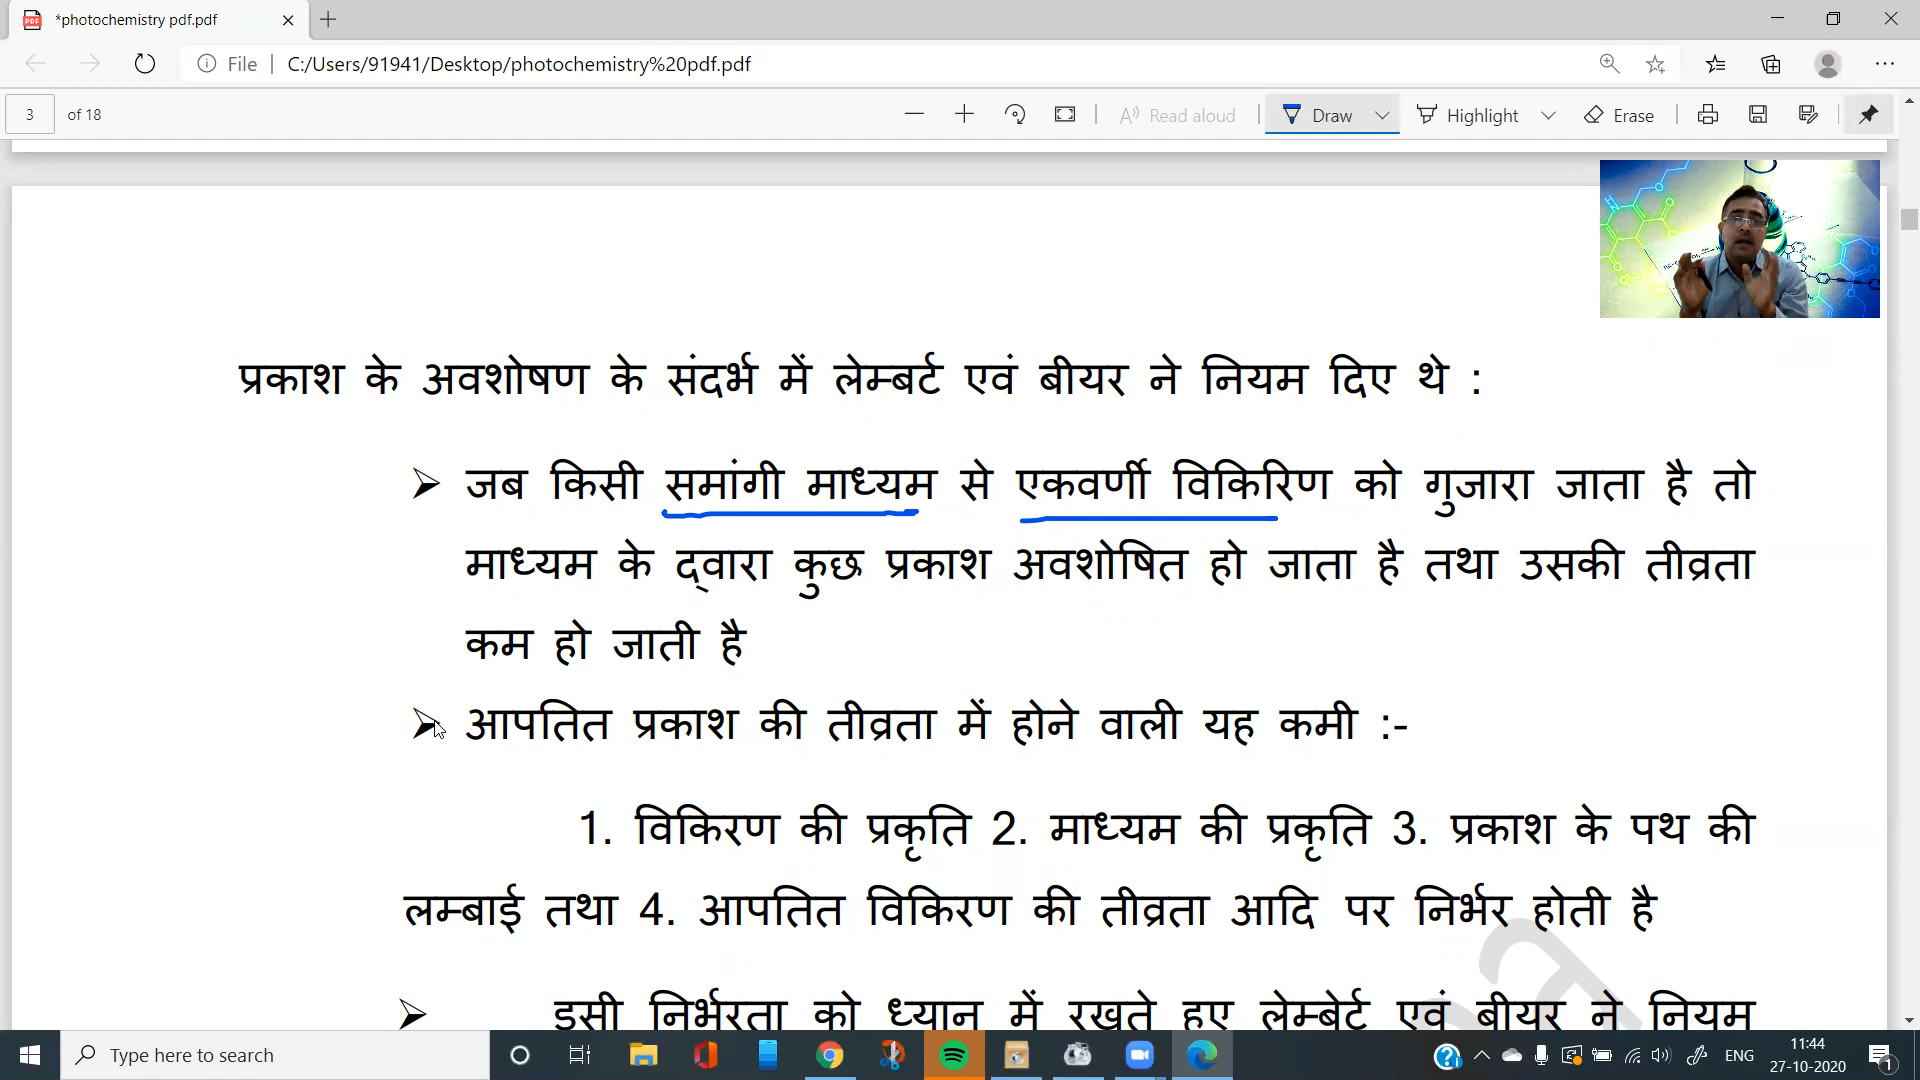 *photochemistry pdf.pdf
File
C:/Users/91941/Desktop/photochemistry%20pdf.pdf
3 of 18
Read aloud
Draw
Highlight
Erase
प्रकाश के अवशोषण के संदर्भ में लेम्बर्ट एवं बीयर ने नियम दिए थे :
➢ जब किसी समांगी माध्यम से एकवर्णी विकिरिण को गुजारा जाता है तो
माध्यम के द्वारा कुछ प्रकाश अवशोषित हो जाता है तथा उसकी तीव्रता
कम हो जाती है
➢ आपतित प्रकाश की तीव्रता में होने वाली यह कमी :-
1. विकिरण की प्रकृति 2. माध्यम की प्रकृति 3. प्रकाश के पथ की
लम्बाई तथा 4. आपतित विकिरण की तीव्रता आदि पर निर्भर होती है
➢ इसी निर्भरता को ध्यान में रखते हुए लेम्बेर्ट एवं बीयर ने नियम
Type here to search
ENG
11:44
27-10-2020
1